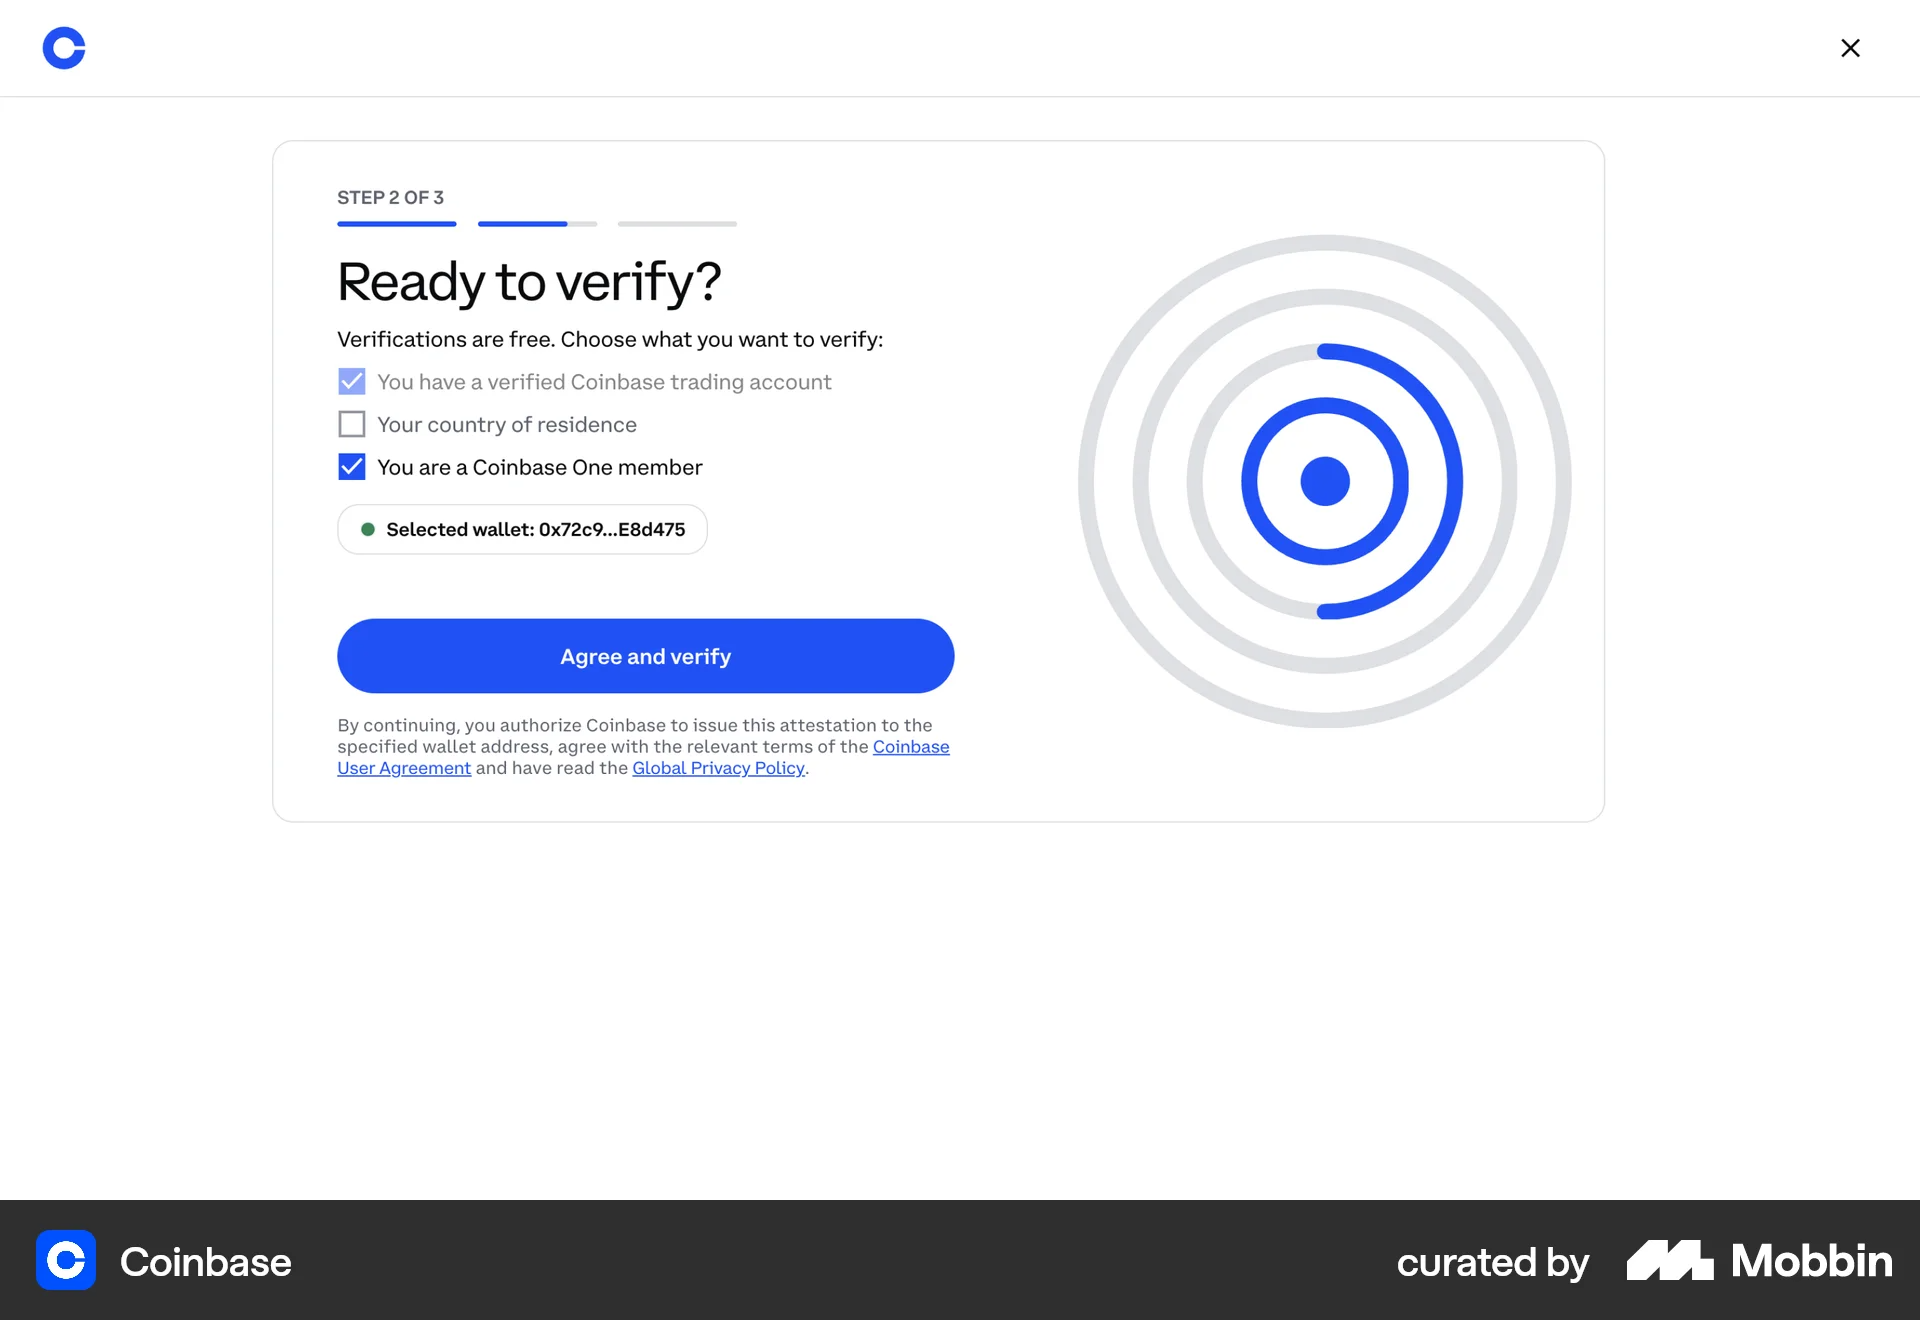 STEP 2 OF 3
Ready to verify?
Verifications are free. Choose what you want to verify:
You have a verified Coinbase trading account
Your country of residence
You are a Coinbase One member
Selected wallet: 0x72c9...E8d475
Agree and verify
By continuing, you authorize Coinbase to issue this attestation to the
specified wallet address, agree with the relevant terms of the Coinbase
User Agreement and have read the Global Privacy Policy.
Coinbase
curated by Mobbin